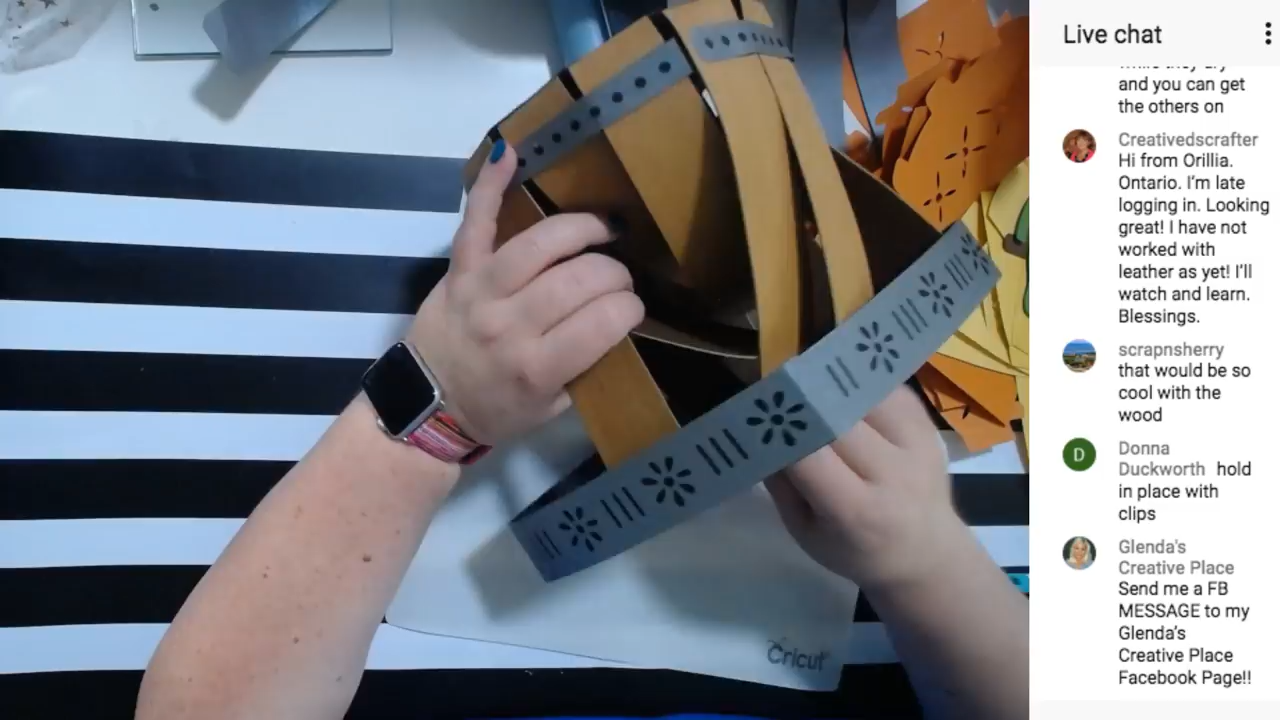 Live chat
and you can get
the others on
Creativedscrafter
Hi from Orillia.
Ontario. I'm late
logging in. Looking
great! I have not
worked with
leather as yet! I'll
watch and learn.
Blessings.
scrapnsherry
that would be so
cool with the
wood
D
Donna
Duckworth hold
in place with
clips
Glenda's
Creative Place
Send me a FB
MESSAGE to my
Glenda's
Creative Place
Facebook Page!!
Cricut